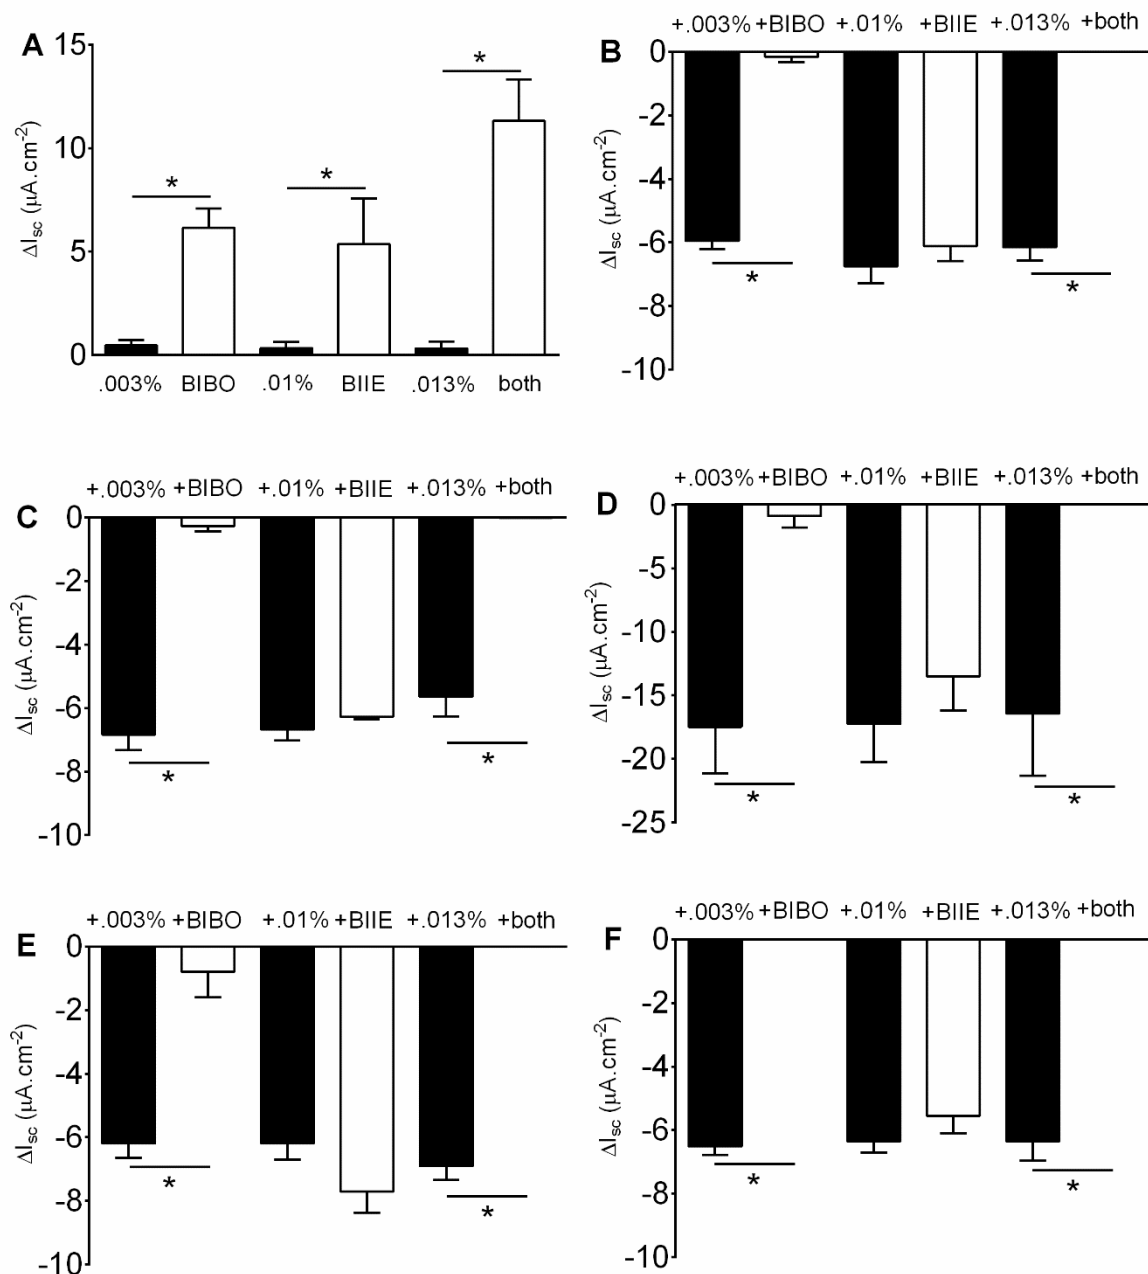 A
15
10
5
0
ΔIsc (μA.cm-2)
*
*
*
.003% BIBO .01% BIIE .013% both
B
+.003% +BIBO +.01% +BIIE +.013% +both
0
-2
-4
-6
-8
-10
ΔIsc (μA.cm-2)
*
*
C
+.003% +BIBO +.01% +BIIE +.013% +both
0
-2
-4
-6
-8
-10
ΔIsc (μA.cm-2)
*
*
D
+.003% +BIBO +.01% +BIIE +.013% +both
0
-5
-10
-15
-20
-25
ΔIsc (μA.cm-2)
*
*
E
+.003% +BIBO +.01% +BIIE +.013% +both
0
-2
-4
-6
-8
-10
ΔIsc (μA.cm-2)
*
*
F
+.003% +BIBO +.01% +BIIE +.013% +both
0
-2
-4
-6
-8
-10
ΔIsc (μA.cm-2)
*
*